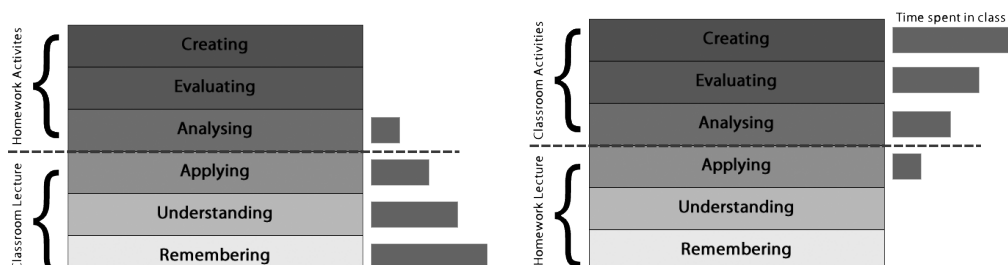 Homework Activites
Creating
Evaluating
Analysing
Classroom Lecture
Applying
Understanding
Remembering
Time spent in class
Classroom Activities
Creating
Evaluating
Analysing
Homework Lecture
Applying
Understanding
Remembering